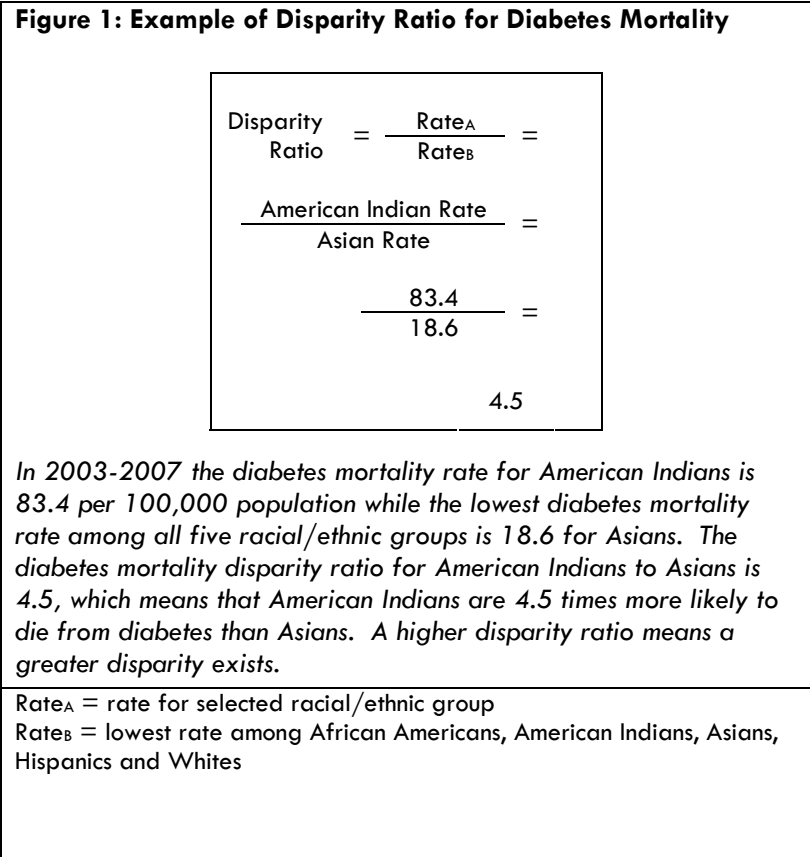 Figure 1: Example of Disparity Ratio for Diabetes Mortality
Disparity Ratio = RateA / RateB =
American Indian Rate / Asian Rate =
83.4 / 18.6 =
4.5
In 2003-2007 the diabetes mortality rate for American Indians is
83.4 per 100,000 population while the lowest diabetes mortality
rate among all five racial/ethnic groups is 18.6 for Asians.  The
diabetes mortality disparity ratio for American Indians to Asians is
4.5, which means that American Indians are 4.5 times more likely to
die from diabetes than Asians.  A higher disparity ratio means a
greater disparity exists.
RateA = rate for selected racial/ethnic group
RateB = lowest rate among African Americans, American Indians, Asians,
Hispanics and Whites